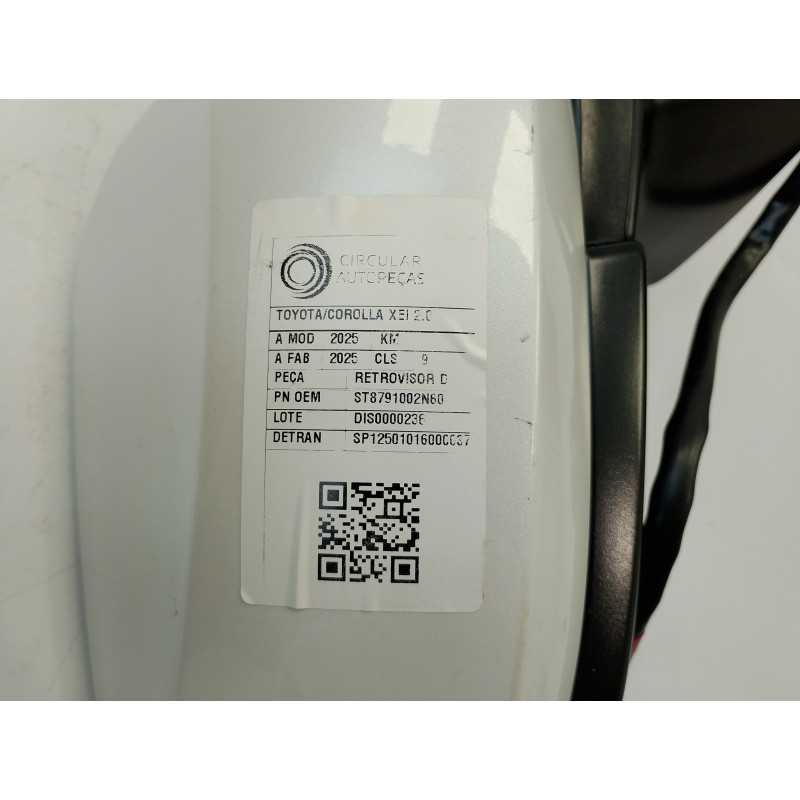 CIRCULAR
AUTOPEÇAS
TOYOTA/COROLLA XEI 2.0
A MOD 2025 KM
A FAB 2025 CLS 9
PEÇA RETROVISOR D
PN OEM ST8791002N60
LOTE DIS0000236
DETRAN SP12501016000037